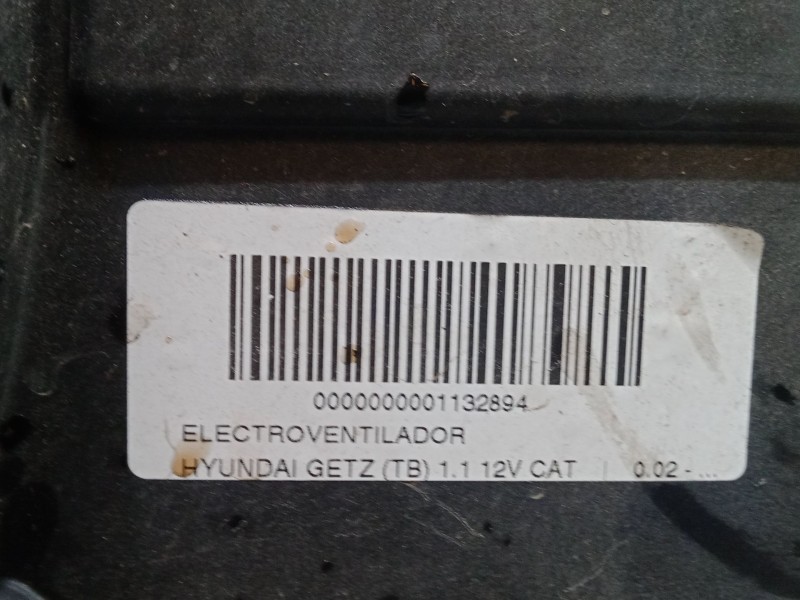 0000000001132894
ELECTROVENTILADOR
HYUNDAI GETZ (TB) 1.1 12V CAT | 0.02 - ...